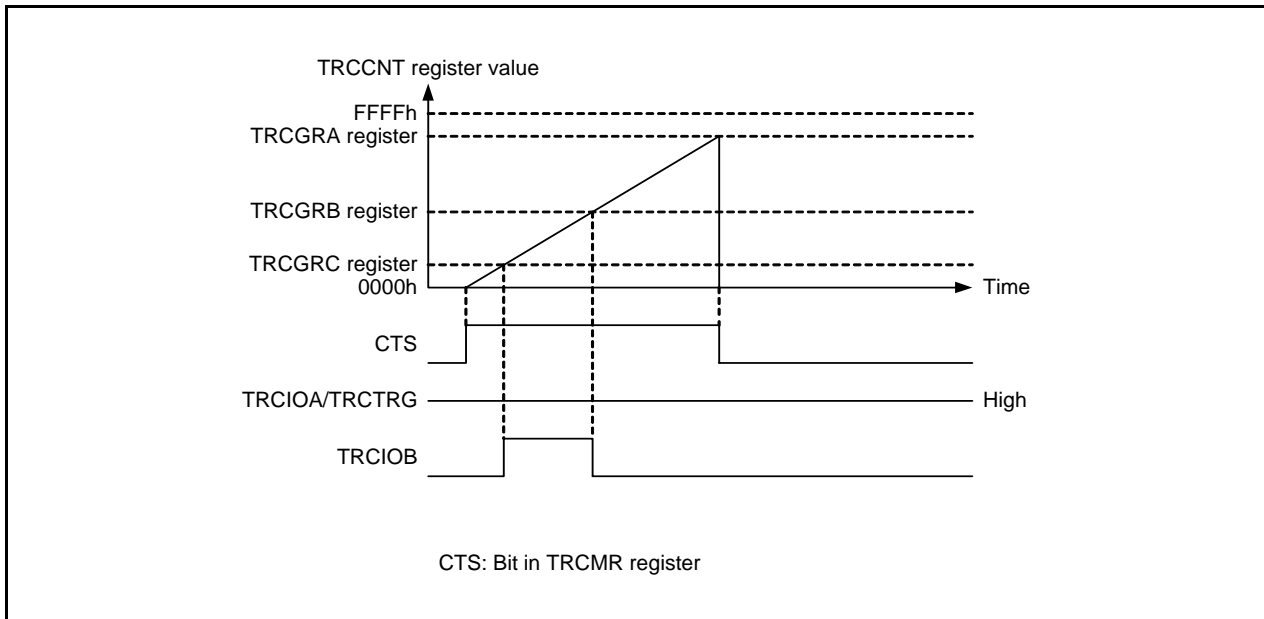 TRCCNT register value
FFFFh
TRCGRA register
TRCGRB register
TRCGRC register
0000h
Time
CTS
TRCIOA/TRCTRG
High
TRCIOB
CTS: Bit in TRCMR register